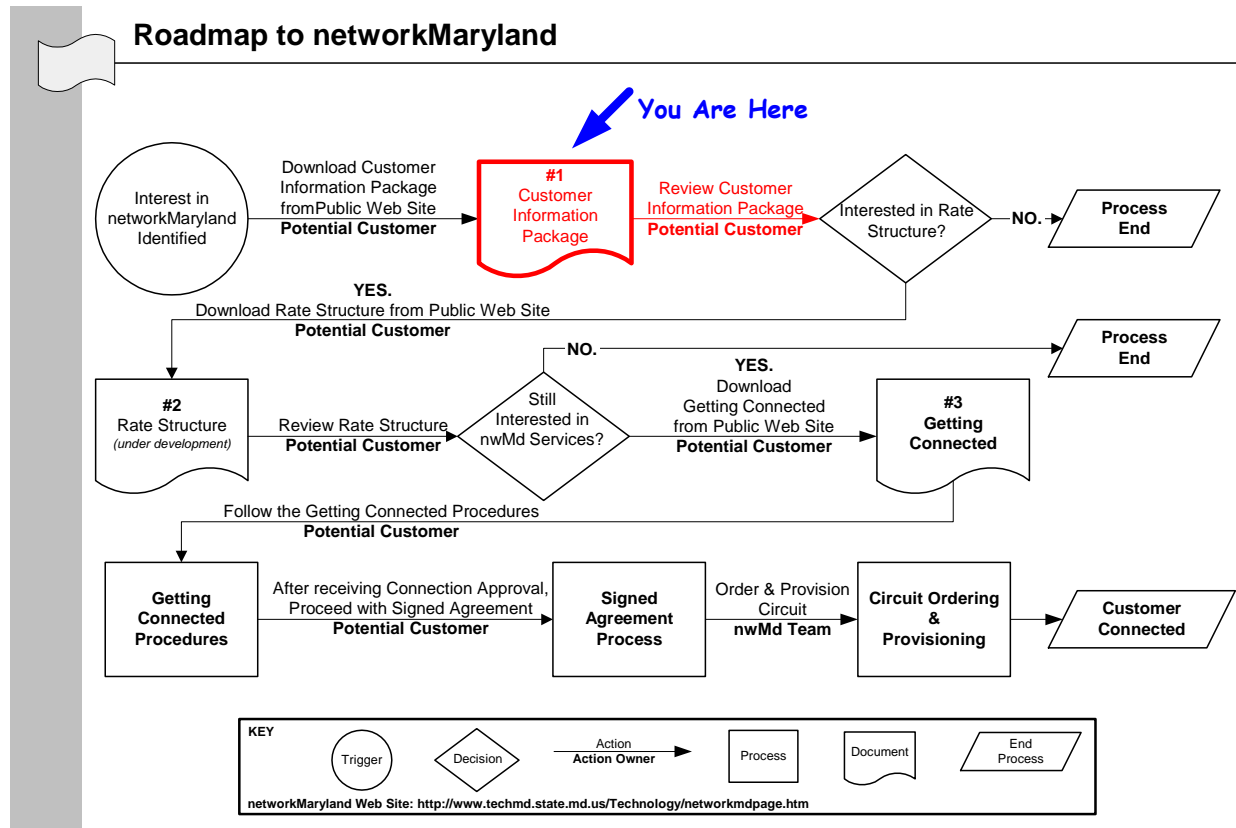 Roadmap to networkMaryland
You Are Here
Interest in
networkMaryland
Identified
Download Customer
Information Package
fromPublic Web Site
Potential Customer
#1
Customer
Information
Package
Review Customer
Information Package
Potential Customer
Interested in Rate
Structure?
NO.
Process
End
YES.
Download Rate Structure from Public Web Site
Potential Customer
#2
Rate Structure
(under development)
Review Rate Structure
Potential Customer
Still
Interested in
nwMd Services?
NO.
Process
End
YES.
Download
Getting Connected
from Public Web Site
Potential Customer
#3
Getting
Connected
Follow the Getting Connected Procedures
Potential Customer
Getting
Connected
Procedures
After receiving Connection Approval,
Proceed with Signed Agreement
Potential Customer
Signed
Agreement
Process
Order & Provision
Circuit
nwMd Team
Circuit Ordering
&
Provisioning
Customer
Connected
KEY
Trigger
Decision
Action
Action Owner
Process
Document
End
Process
networkMaryland Web Site: http://www.techmd.state.md.us/Technology/networkmdpage.htm